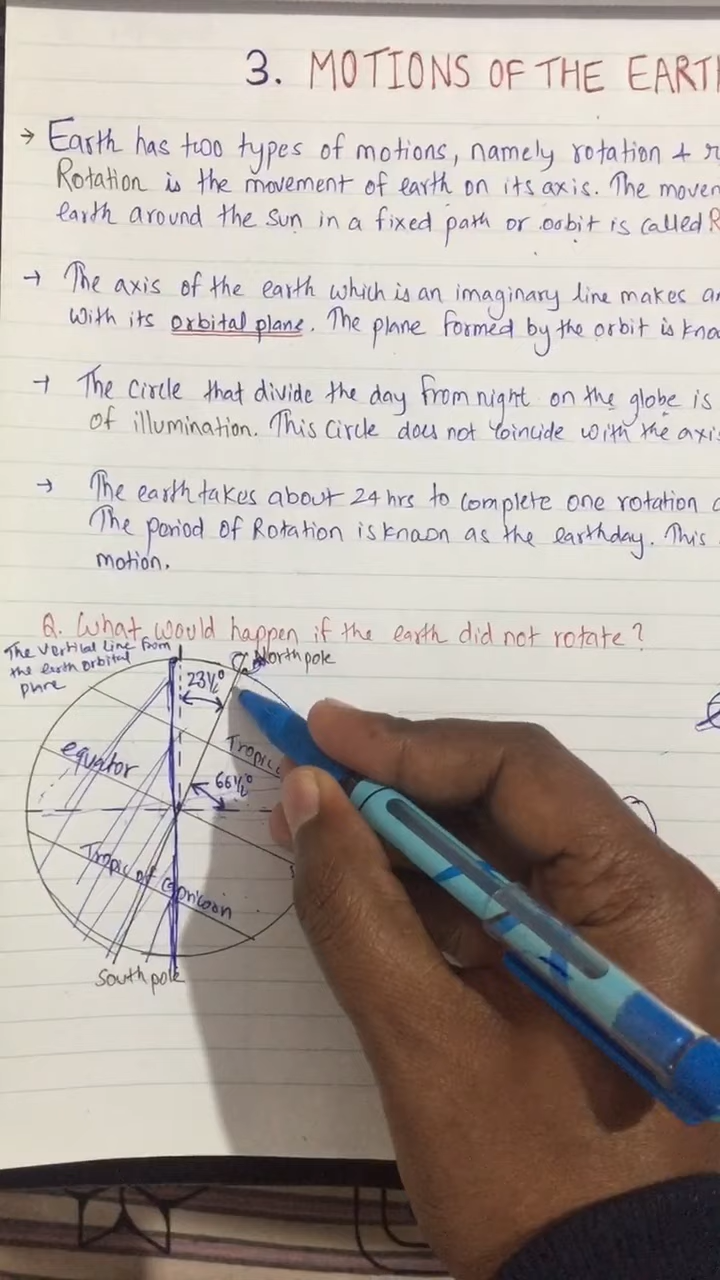 3. MOTIONS OF THE EART
→ Earth has two types of motions, namely rotation +
Rotation is the movement of earth on its axis. The movem
earth around the sun in a fixed path or orbit is called R
→ The axis of the earth which is an imaginary line makes an
with its orbital plane. The plane formed by the orbit is kno
→ The Circle that divide the day from night on the globe is
of illumination. This Circle does not coincide with the axis
→ The earth takes about 24 hrs to complete one rotation
The period of Rotation is known as the earthday. This
motion.
Q. What would happen if the earth did not rotate?
The vertical line from
the earth orbital
plane
North pole
23½°
equator
Tropic
66½°
Tropic of Capricorn
South pole